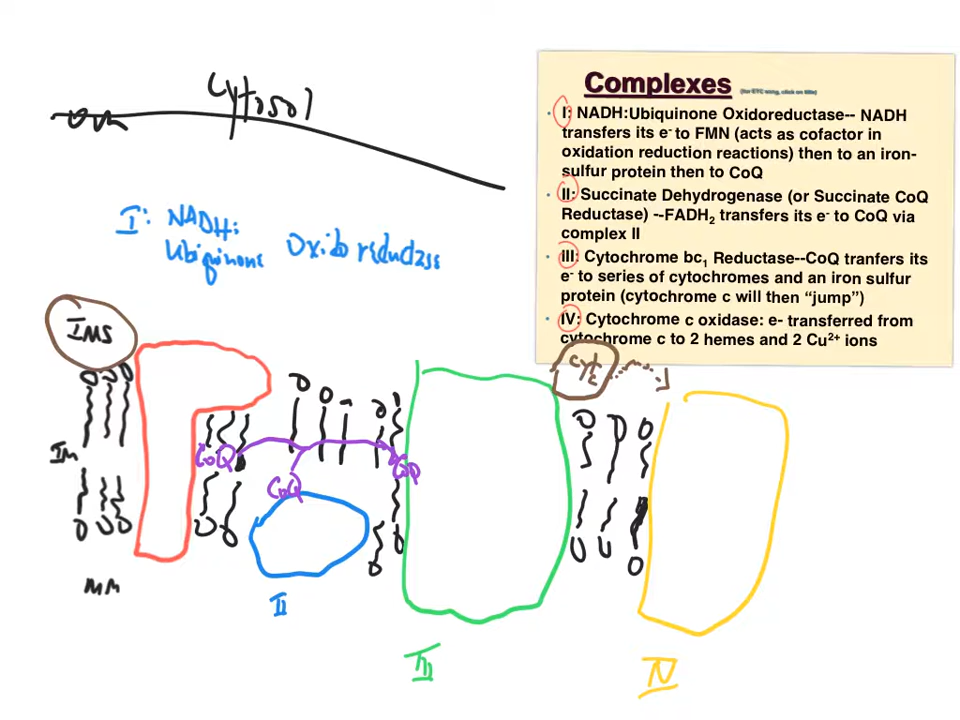 Cytosol
Complexes
I: NADH:Ubiquinone Oxidoreductase-- NADH
transfers its e- to FMN (acts as cofactor in
oxidation reduction reactions) then to an iron-
sulfur protein then to CoQ
II: Succinate Dehydrogenase (or Succinate CoQ
Reductase) --FADH2 transfers its e- to CoQ via
complex II
III: Cytochrome bc1 Reductase--CoQ tranfers its
e- to series of cytochromes and an iron sulfur
protein (cytochrome c will then “jump”)
IV: Cytochrome c oxidase: e- transferred from
cytochrome c to 2 hemes and 2 Cu2+ ions
I: NADH:
Ubiquinone Oxidoreductase
IMS
Cyt c
IM
CoQ
CoQ
CoQ
MM
II
III
IV